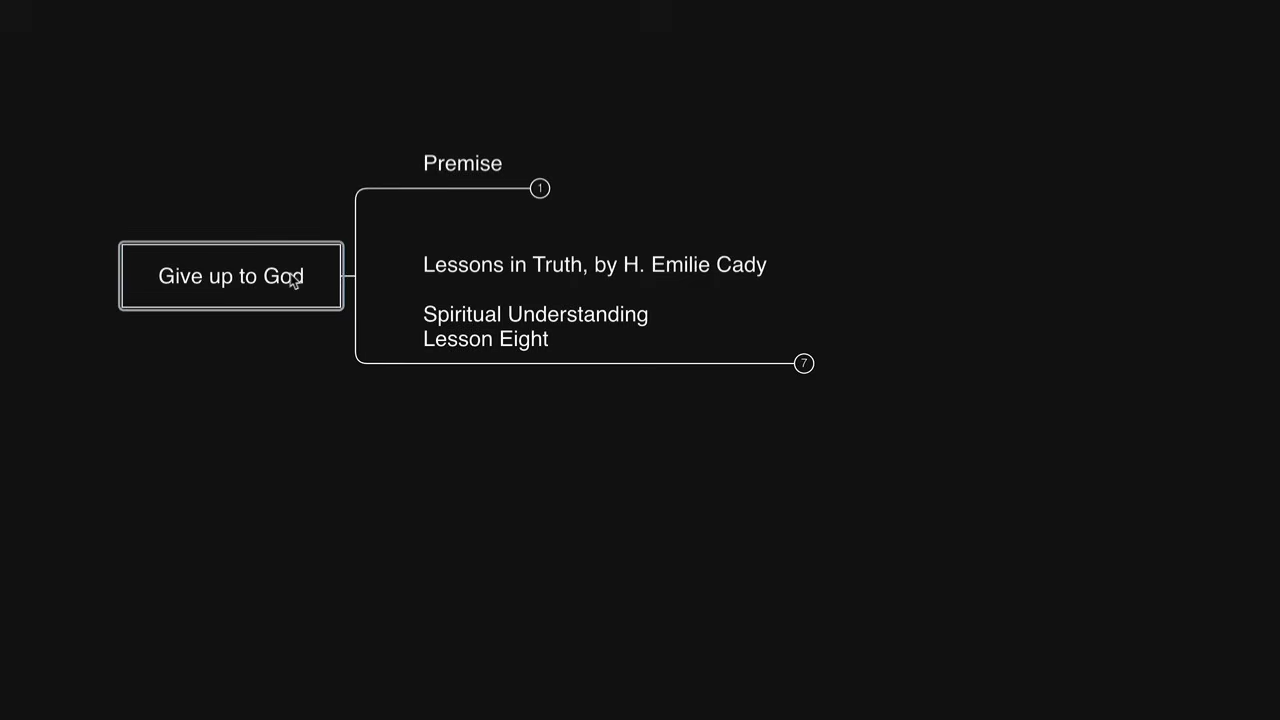 Premise
1
Give up to God
Lessons in Truth, by H. Emilie Cady
Spiritual Understanding
Lesson Eight
7